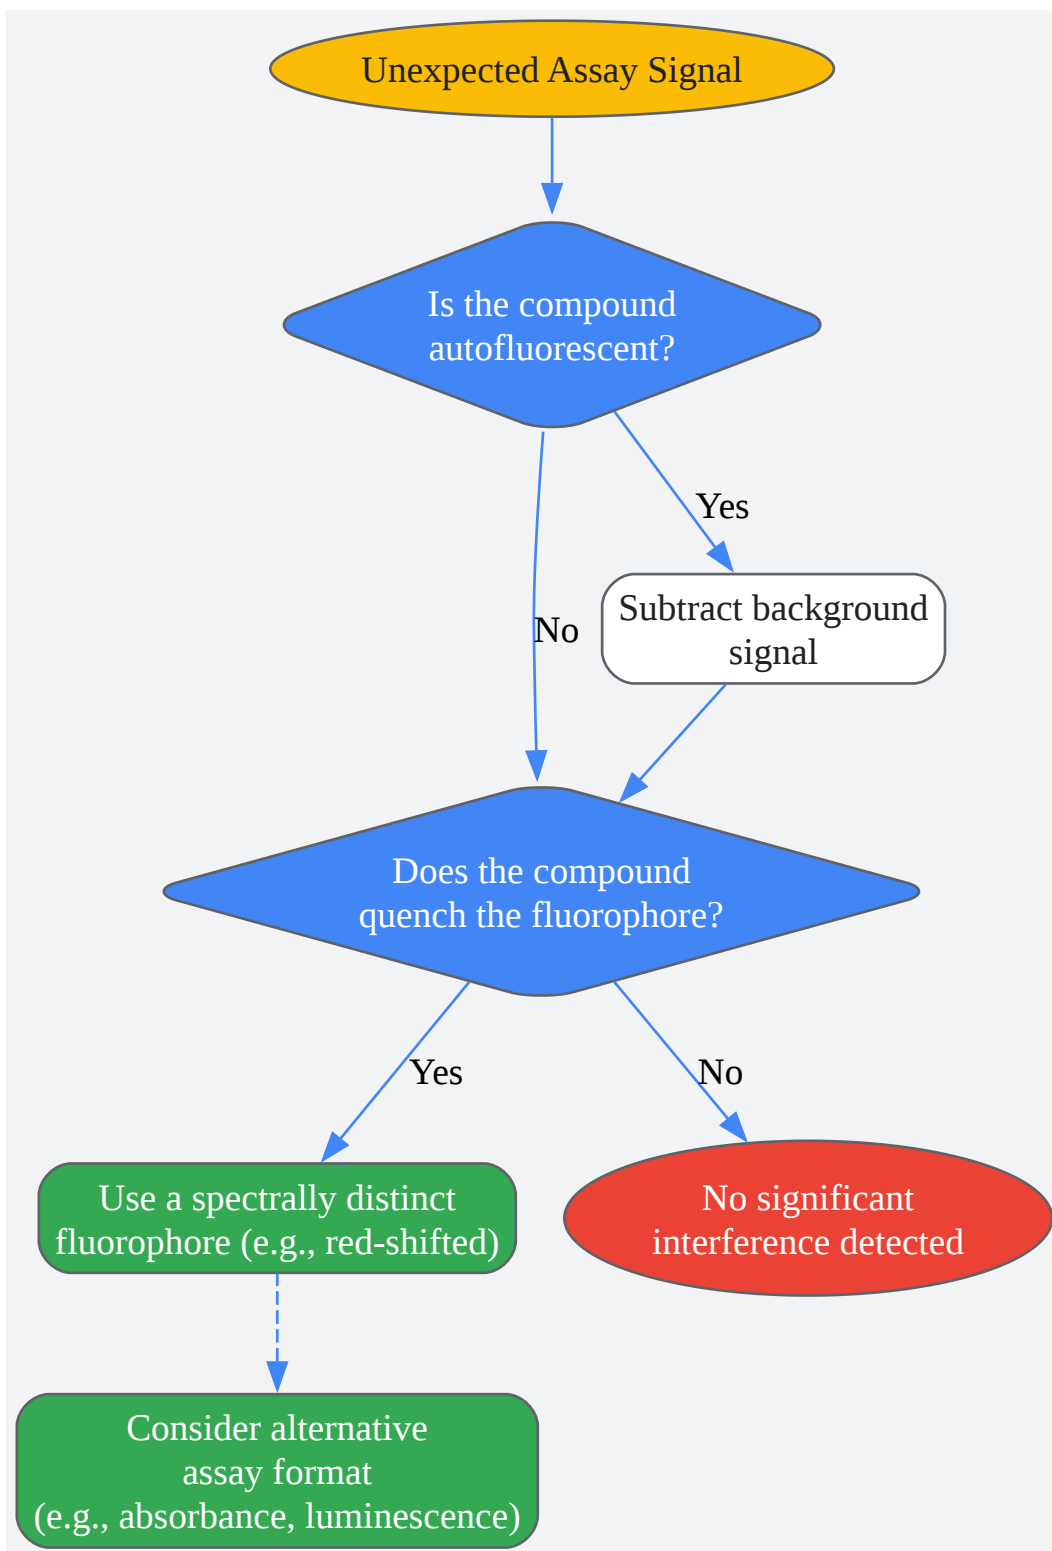 Unexpected Assay Signal
Is the compound
autofluorescent?
Yes
No
Subtract background
signal
Does the compound
quench the fluorophore?
Yes
No
Use a spectrally distinct
fluorophore (e.g., red-shifted)
No significant
interference detected
Consider alternative
assay format
(e.g., absorbance, luminescence)